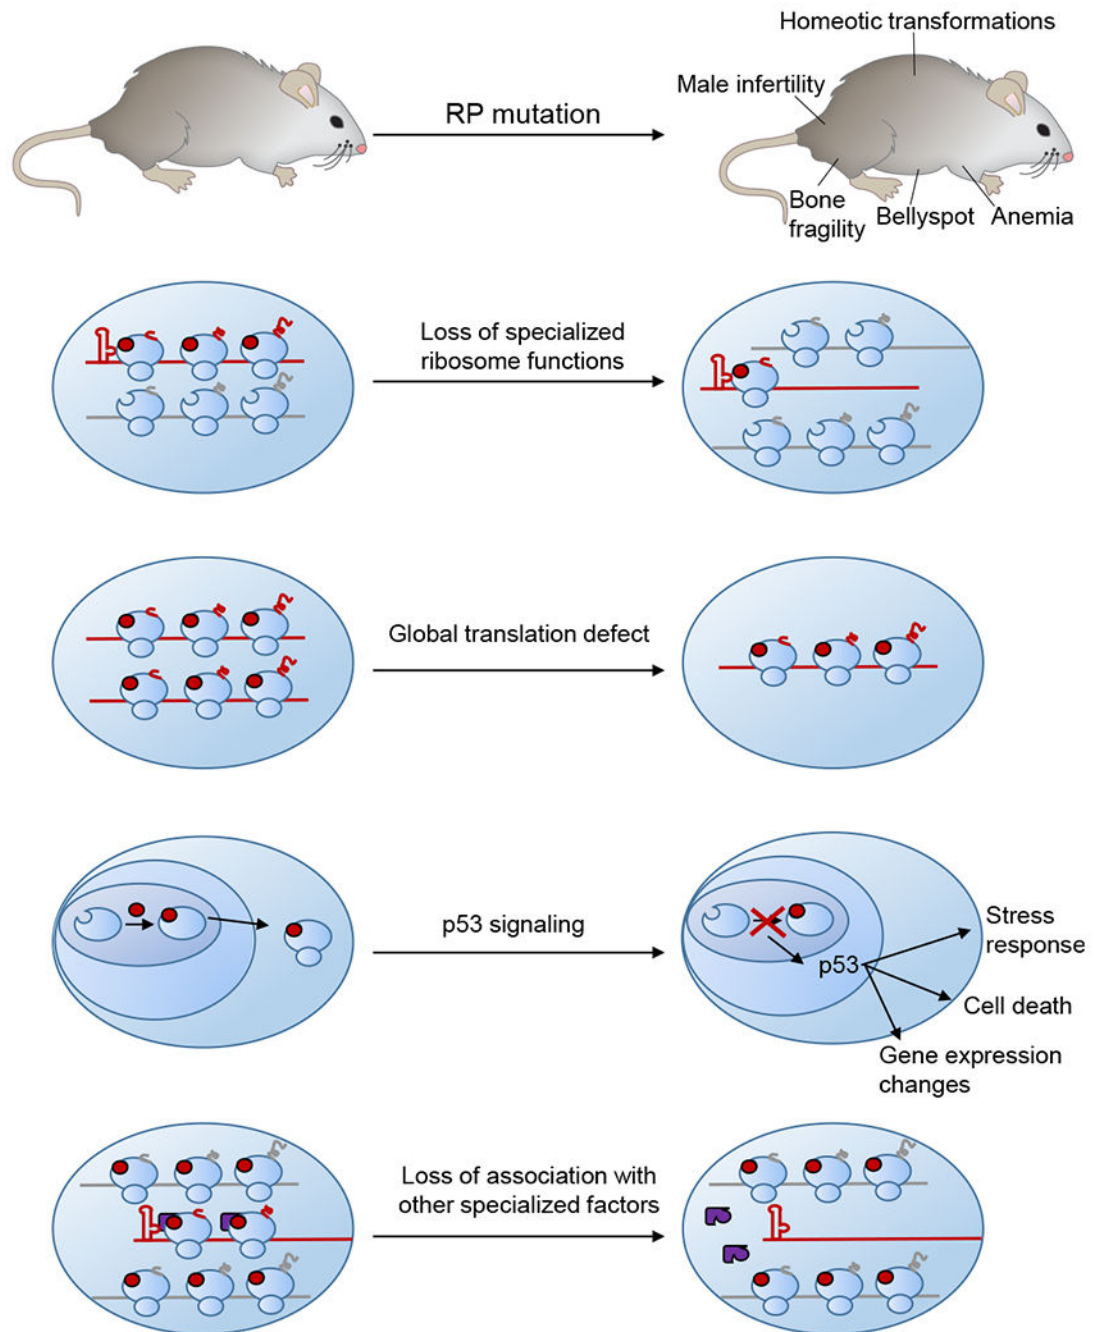 Homeotic transformations
Male infertility
RP mutation
Bone
fragility
Bellyspot
Anemia
Loss of specialized
ribosome functions
Global translation defect
p53 signaling
p53
Stress
response
Cell death
Gene expression
changes
Loss of association with
other specialized factors